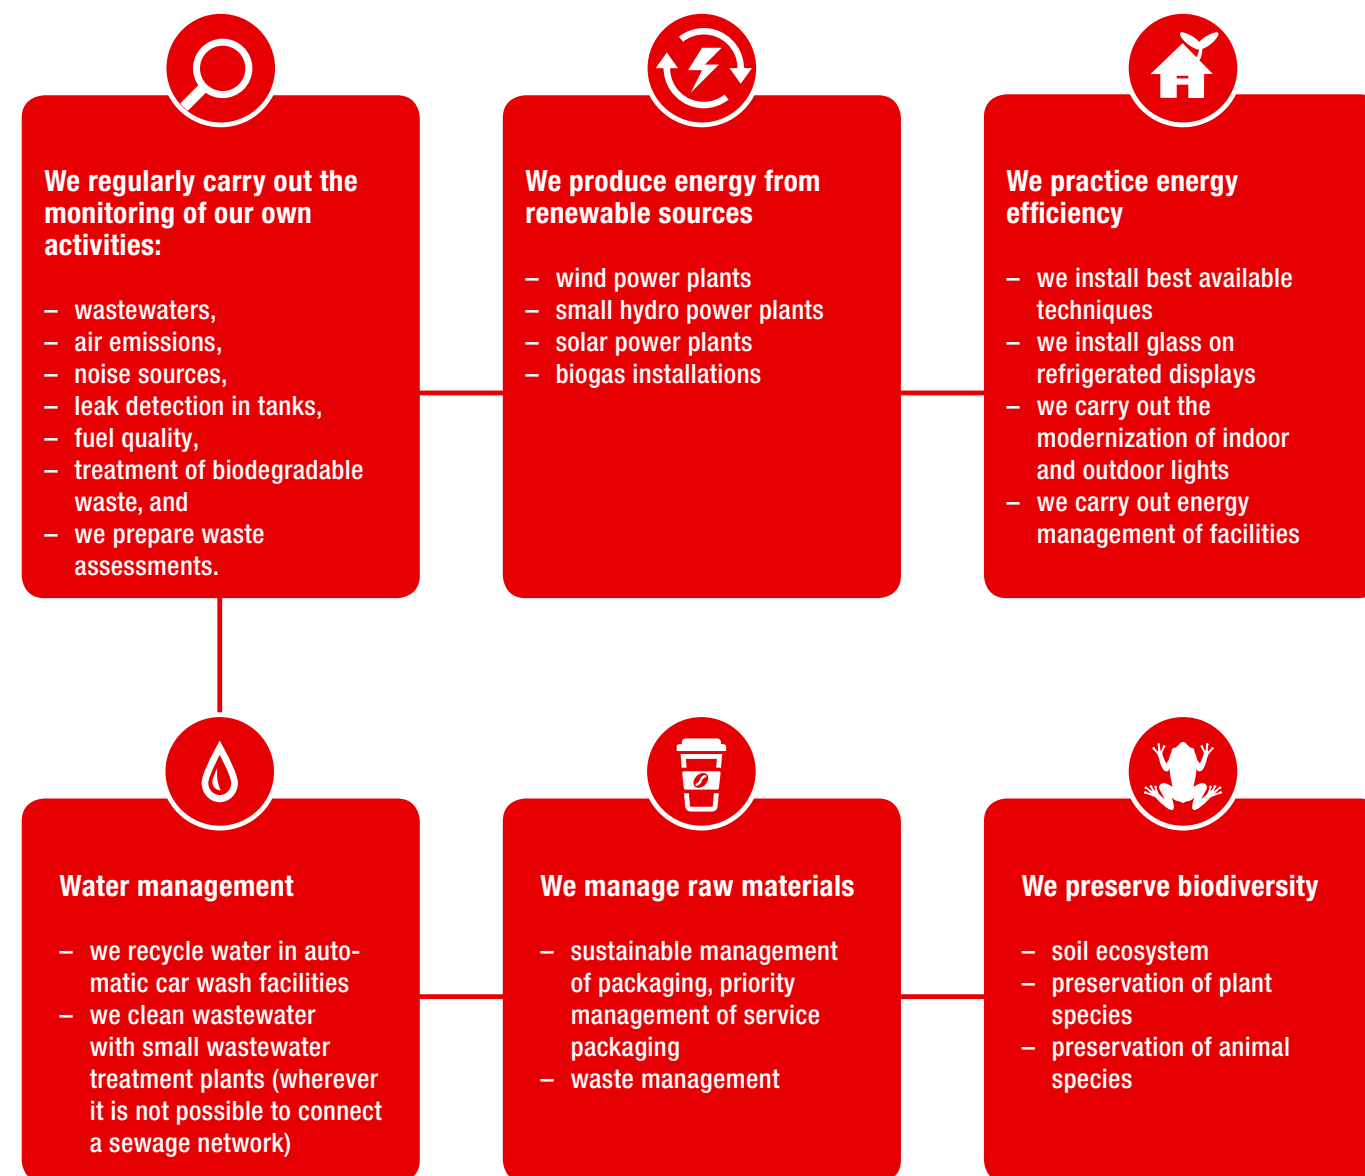 We regularly carry out the
monitoring of our own
activities:
– wastewaters,
– air emissions,
– noise sources,
– leak detection in tanks,
– fuel quality,
– treatment of biodegradable
waste, and
– we prepare waste
assessments.
We produce energy from
renewable sources
– wind power plants
– small hydro power plants
– solar power plants
– biogas installations
We practice energy
efficiency
– we install best available
techniques
– we install glass on
refrigerated displays
– we carry out the
modernization of indoor
and outdoor lights
– we carry out energy
management of facilities
Water management
– we recycle water in auto-
matic car wash facilities
– we clean wastewater
with small wastewater
treatment plants (wherever
it is not possible to connect
a sewage network)
We manage raw materials
– sustainable management
of packaging, priority
management of service
packaging
– waste management
We preserve biodiversity
– soil ecosystem
– preservation of plant
species
– preservation of animal
species